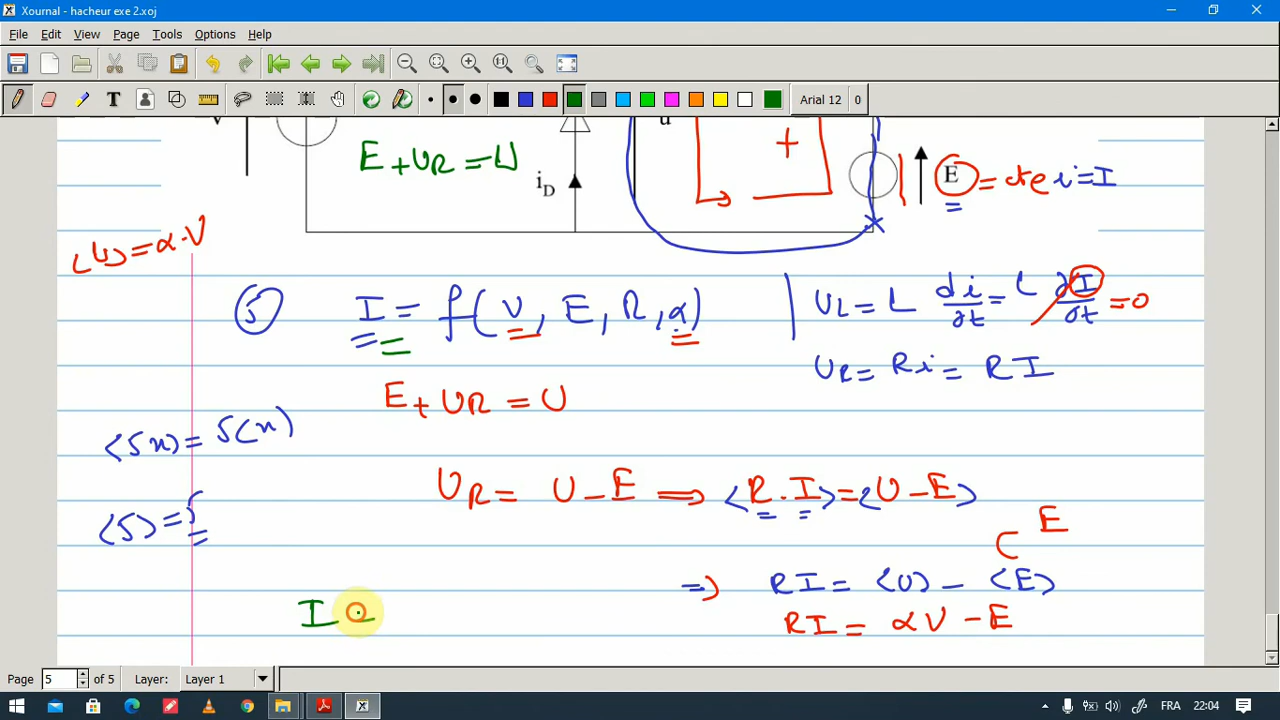 Xournal - hacheur exe 2.xoj
File Edit View Page Tools Options Help
Arial 12 0
E + UR = U
u
iD
E = cte i = I
⟨u⟩ = α.V
5 I = f(v, E, R, α)
UL = L di/dt = L dI/dt = 0
UR = Ri = RI
E + UR = U
⟨5x⟩ = 5⟨x⟩
UR = U - E ⟹ ⟨R.I⟩ = ⟨U - E⟩
⟨5⟩ = 5
E
⟹ RI = ⟨U⟩ - ⟨E⟩
I =
RI = αV - E
Page 5 of 5 Layer: Layer 1
FRA 22:04